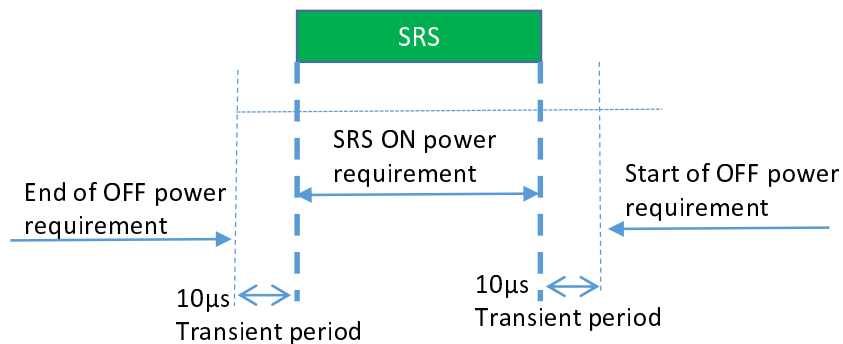 SRS
SRS ON power
requirement
End of OFF power
requirement
Start of OFF power
requirement
10µs
Transient period
10µs
Transient period